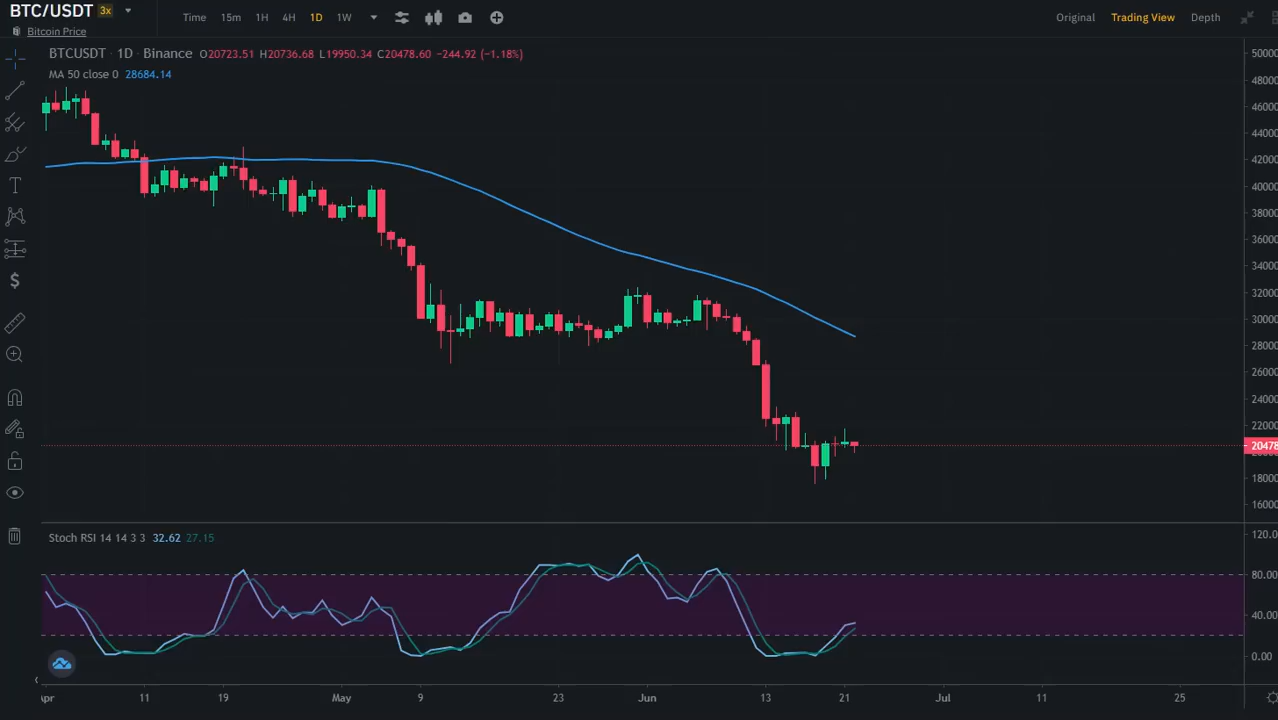 BTC/USDT 3x
Bitcoin Price
Time 15m 1H 4H 1D 1W
Original Trading View Depth
BTCUSDT · 1D · Binance O20723.51 H20736.68 L19950.34 C20478.60 −244.92 (−1.18%)
MA 50 close 0 28684.14
50000
48000
46000
44000
42000
40000
38000
36000
34000
32000
30000
28000
26000
24000
22000
20478
18000
16000
Stoch RSI 14 14 3 3 32.62 27.15
120.00
80.00
40.00
0.00
Apr 11 19 May 9 23 Jun 13 21 Jul 11 25